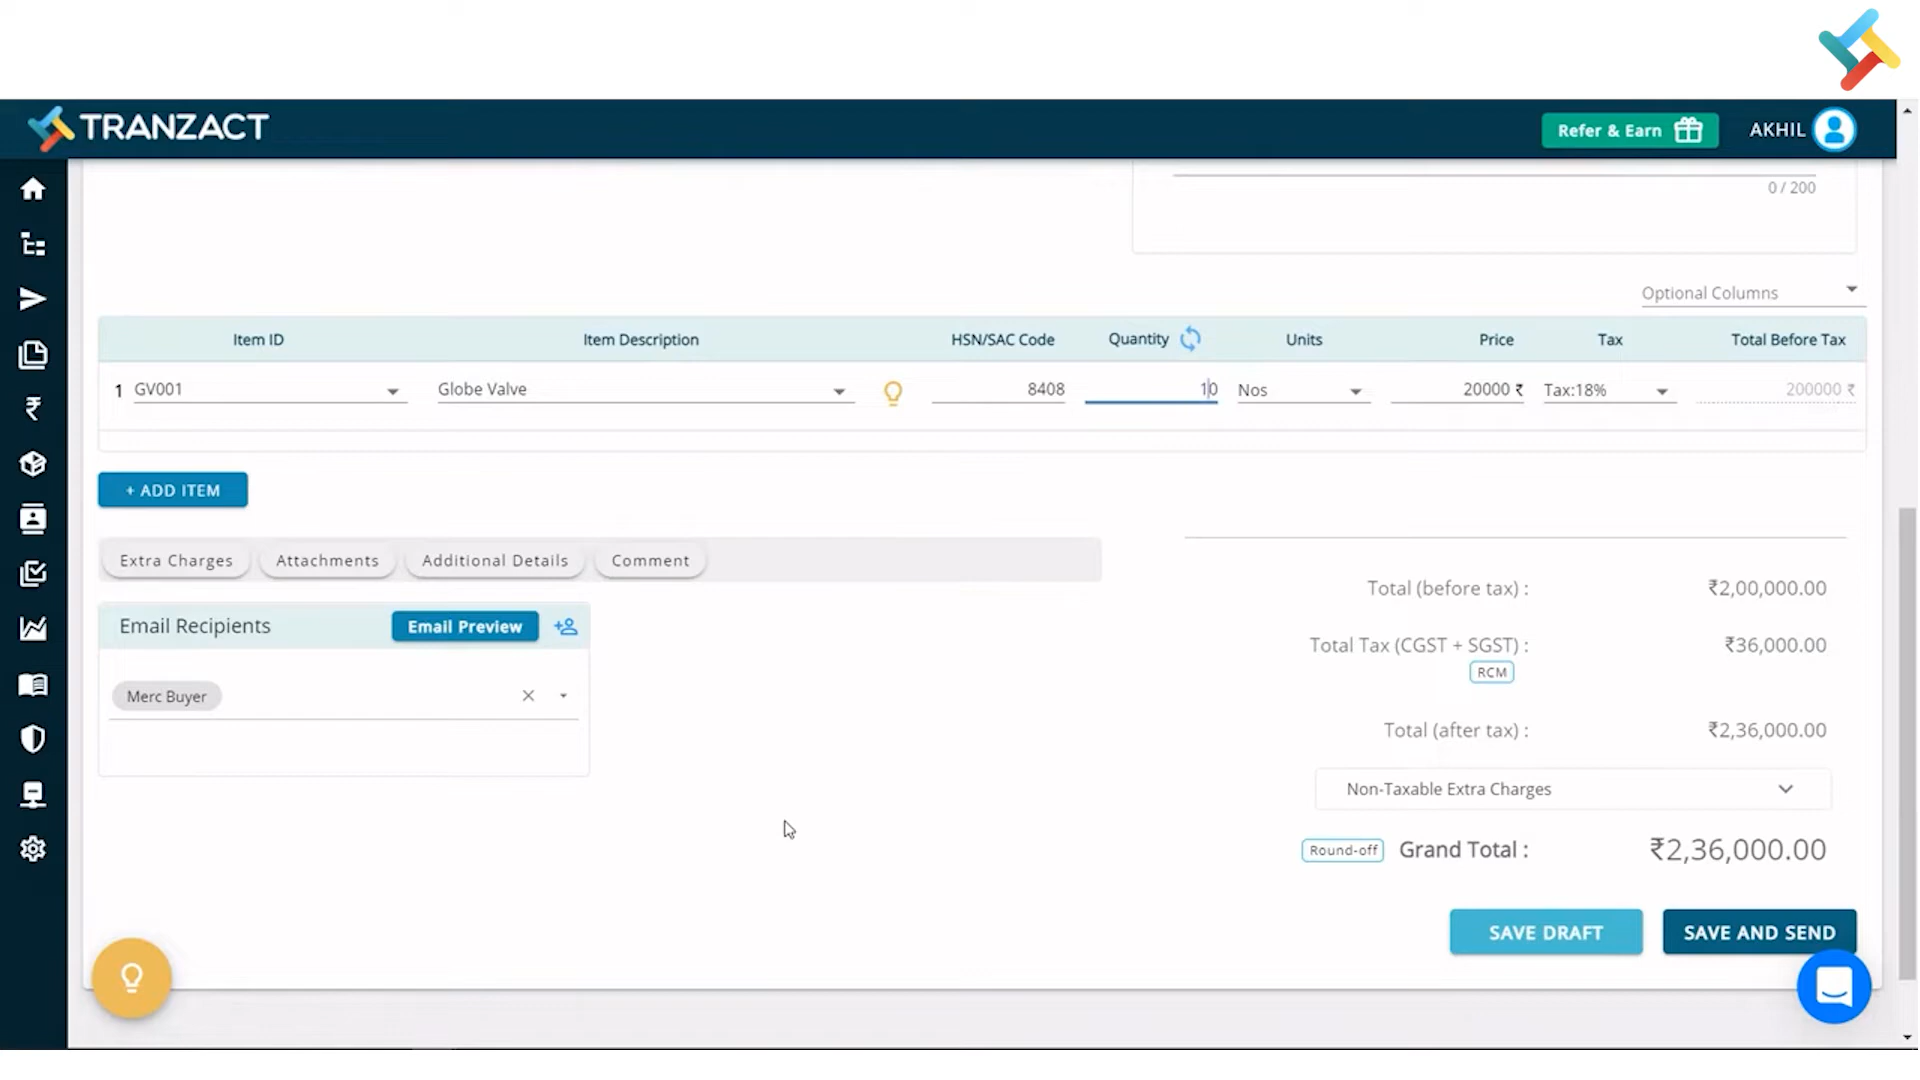 TRANZACT
Refer & Earn
AKHIL
0 / 200
Optional Columns
Item ID Item Description HSN/SAC Code Quantity Units Price Tax Total Before Tax
1 GV001 Globe Valve 8408 10 Nos 20000 ₹ Tax:18% 200000 ₹
+ ADD ITEM
Extra Charges Attachments Additional Details Comment
Email Recipients Email Preview
Merc Buyer
Total (before tax) : ₹2,00,000.00
Total Tax (CGST + SGST) : ₹36,000.00
RCM
Total (after tax) : ₹2,36,000.00
Non-Taxable Extra Charges
Round-off Grand Total : ₹2,36,000.00
SAVE DRAFT SAVE AND SEND